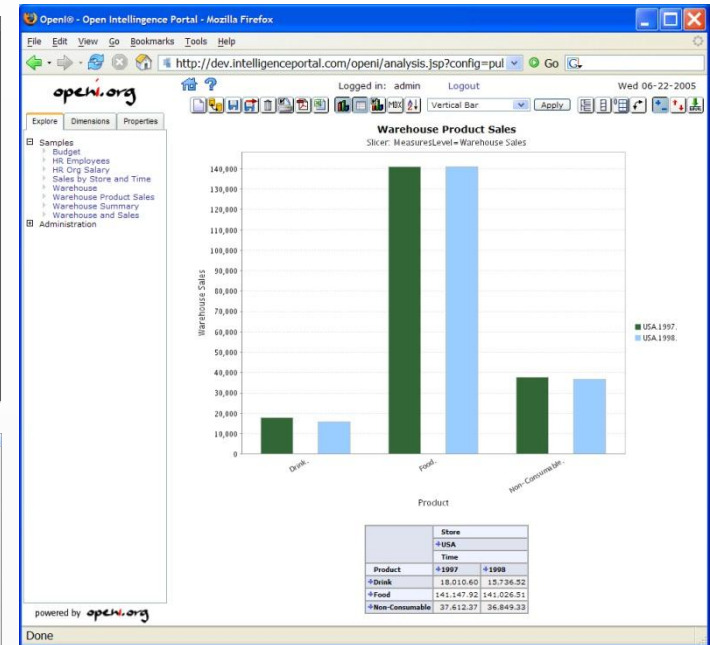 OpenI® - Open Intellingence Portal - Mozilla Firefox
File Edit View Go Bookmarks Tools Help
http://dev.intelligenceportal.com/openi/analysis.jsp?config=pul Go
openi.org
Logged in: admin Logout Wed 06-22-2005
MDX Vertical Bar Apply
Explore Dimensions Properties
Samples
Budget
HR Employees
HR Org Salary
Sales by Store and Time
Warehouse
Warehouse Product Sales
Warehouse Summary
Warehouse and Sales
Administration
Warehouse Product Sales
Slicer: MeasuresLevel=Warehouse Sales
140,000
130,000
120,000
110,000
100,000
90,000
80,000
70,000
60,000
50,000
40,000
30,000
20,000
10,000
0
Warehouse Sales
USA.1997.
USA.1998.
Drink. Food. Non-Consumable.
Product
Store
USA
Time
Product 1997 1998
Drink 18.010.60 15.736.52
Food 141.147.92 141.026.51
Non-Consumable 37.612.37 36.849.33
powered by openi.org
Done